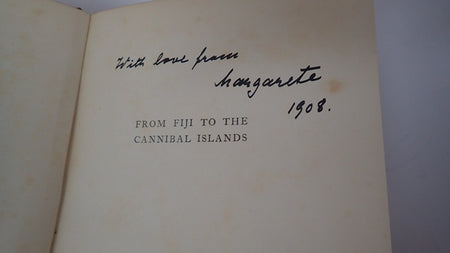 With love from
Margarete
1908.
FROM FIJI TO THE
CANNIBAL ISLANDS